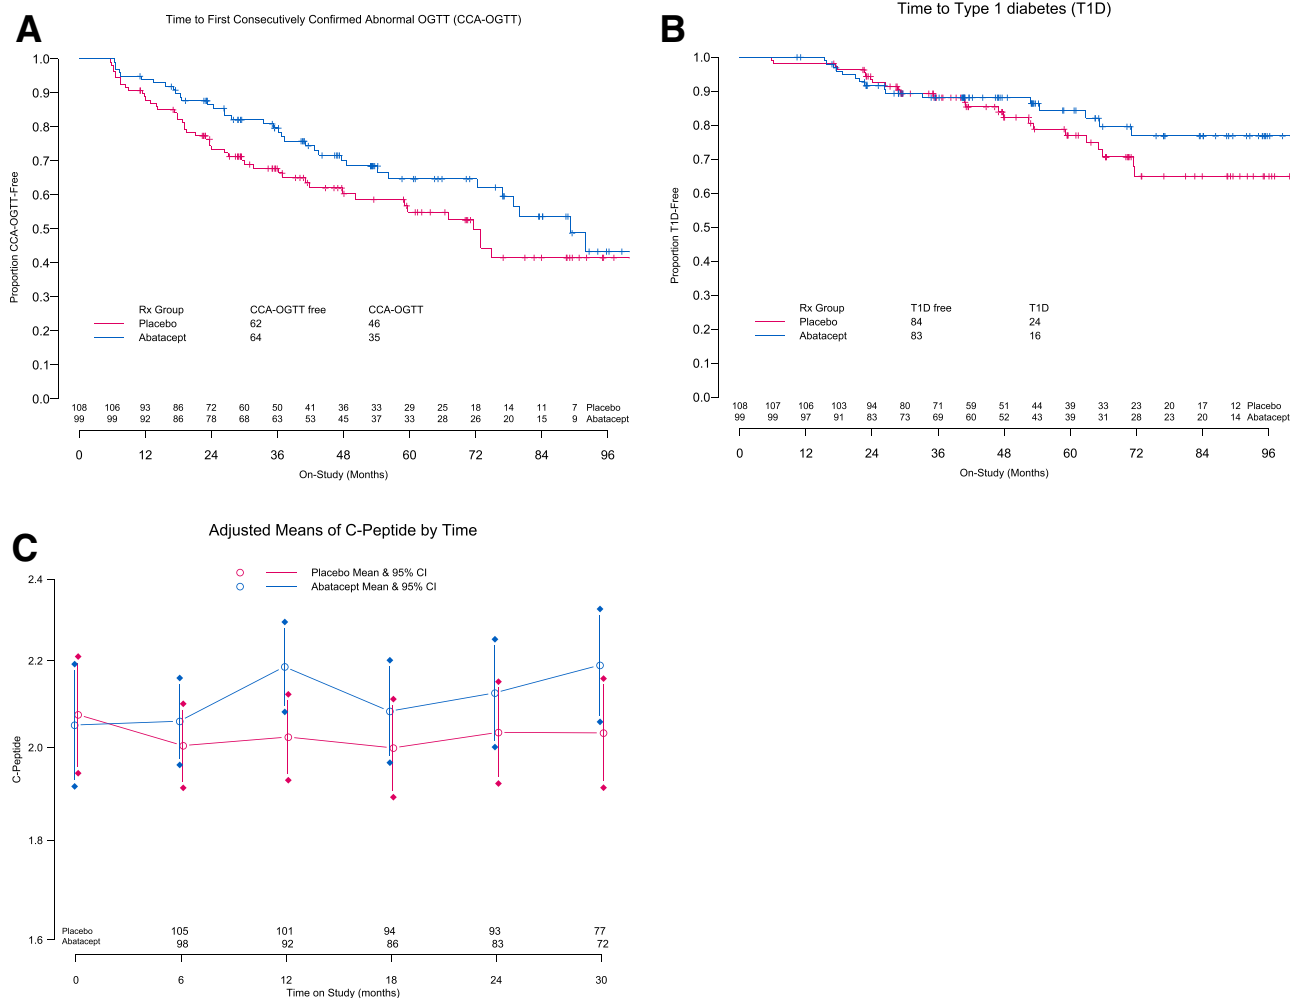 A
Time to First Consecutively Confirmed Abnormal OGTT (CCA-OGTT)
Proportion CCA-OGTT-Free
1.0
0.9
0.8
0.7
0.6
0.5
0.4
0.3
0.2
0.1
0.0
Rx Group CCA-OGTT free CCA-OGTT
Placebo 62 46
Abatacept 64 35
108 106 93 86 72 60 50 41 36 33 29 25 18 14 11 7 Placebo
99 99 92 86 78 68 63 53 45 37 33 28 26 20 15 9 Abatacept
0 12 24 36 48 60 72 84 96
On-Study (Months)
B
Time to Type 1 diabetes (T1D)
Proportion T1D-Free
1.0
0.9
0.8
0.7
0.6
0.5
0.4
0.3
0.2
0.1
0.0
Rx Group T1D free T1D
Placebo 84 24
Abatacept 83 16
108 107 106 103 94 80 71 59 51 44 39 33 23 20 17 12 Placebo
99 99 97 91 83 73 69 60 52 43 39 31 28 23 20 14 Abatacept
0 12 24 36 48 60 72 84 96
On-Study (Months)
C
Adjusted Means of C-Peptide by Time
Placebo Mean & 95% CI
Abatacept Mean & 95% CI
C-Peptide
2.4
2.2
2.0
1.8
1.6
Placebo 105 101 94 93 77
Abatacept 98 92 86 83 72
0 6 12 18 24 30
Time on Study (months)